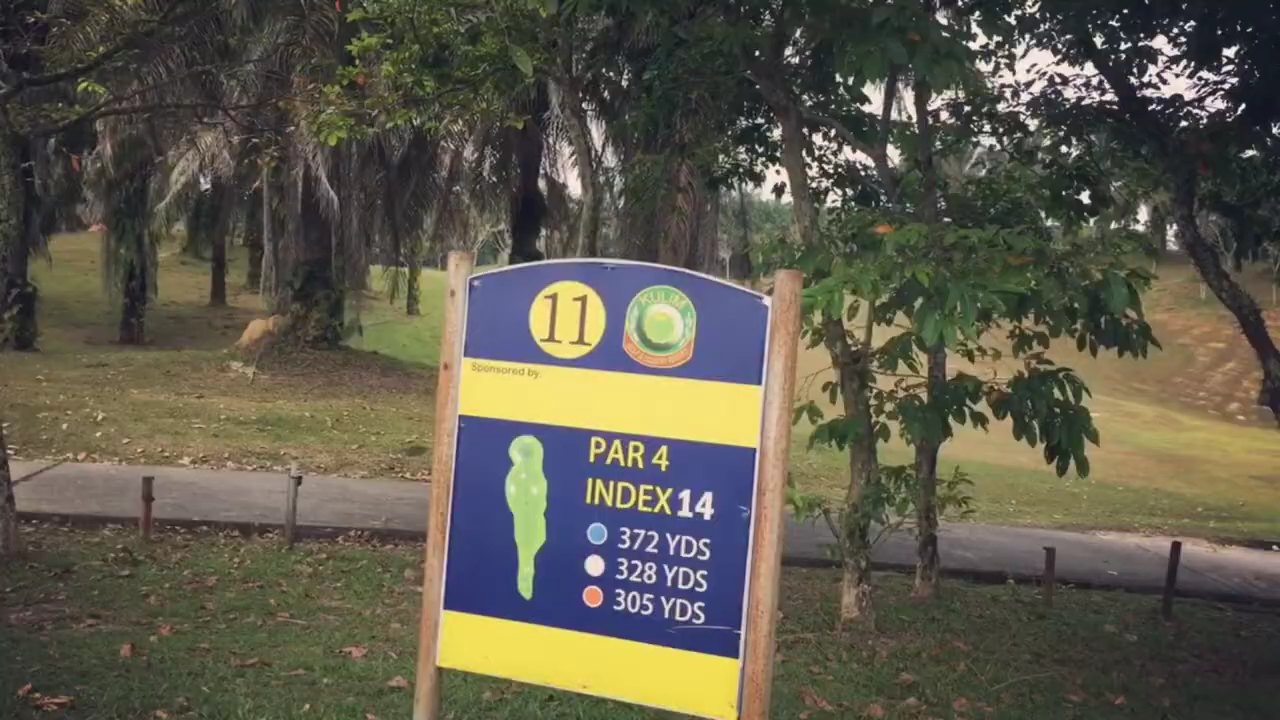 11
KULIM
Sponsored by:
PAR 4
INDEX 14
372 YDS
328 YDS
305 YDS